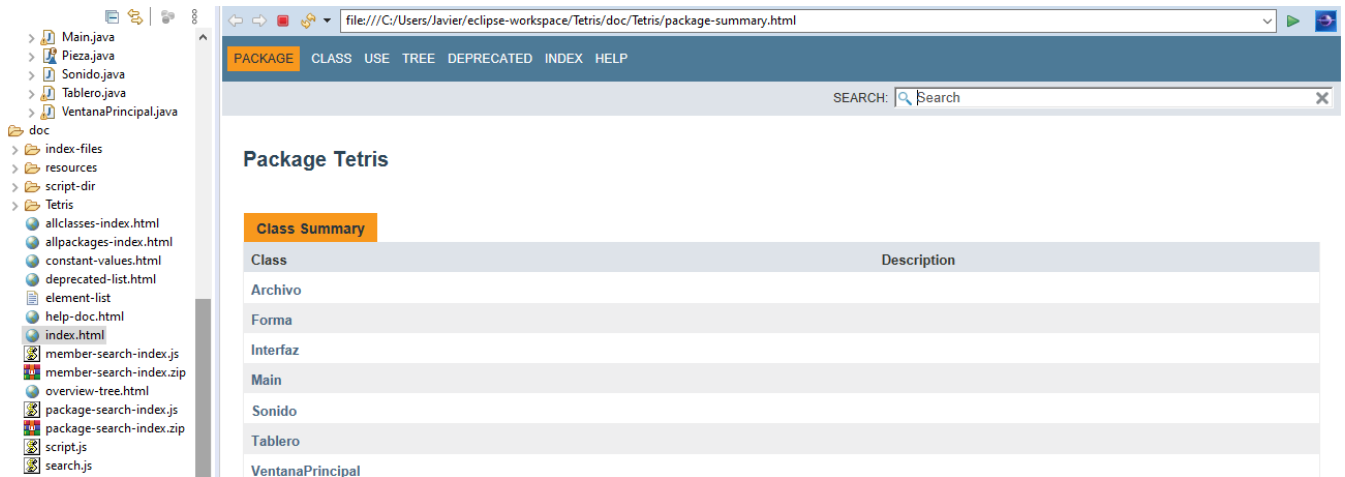 Main.java
Pieza.java
Sonido.java
Tablero.java
VentanaPrincipal.java
doc
index-files
resources
script-dir
Tetris
allclasses-index.html
allpackages-index.html
constant-values.html
deprecated-list.html
element-list
help-doc.html
index.html
member-search-index.js
member-search-index.zip
overview-tree.html
package-search-index.js
package-search-index.zip
script.js
search.js
file:///C:/Users/Javier/eclipse-workspace/Tetris/doc/Tetris/package-summary.html
PACKAGE CLASS USE TREE DEPRECATED INDEX HELP
SEARCH: Search
Package Tetris
Class Summary
Class Description
Archivo
Forma
Interfaz
Main
Sonido
Tablero
VentanaPrincipal